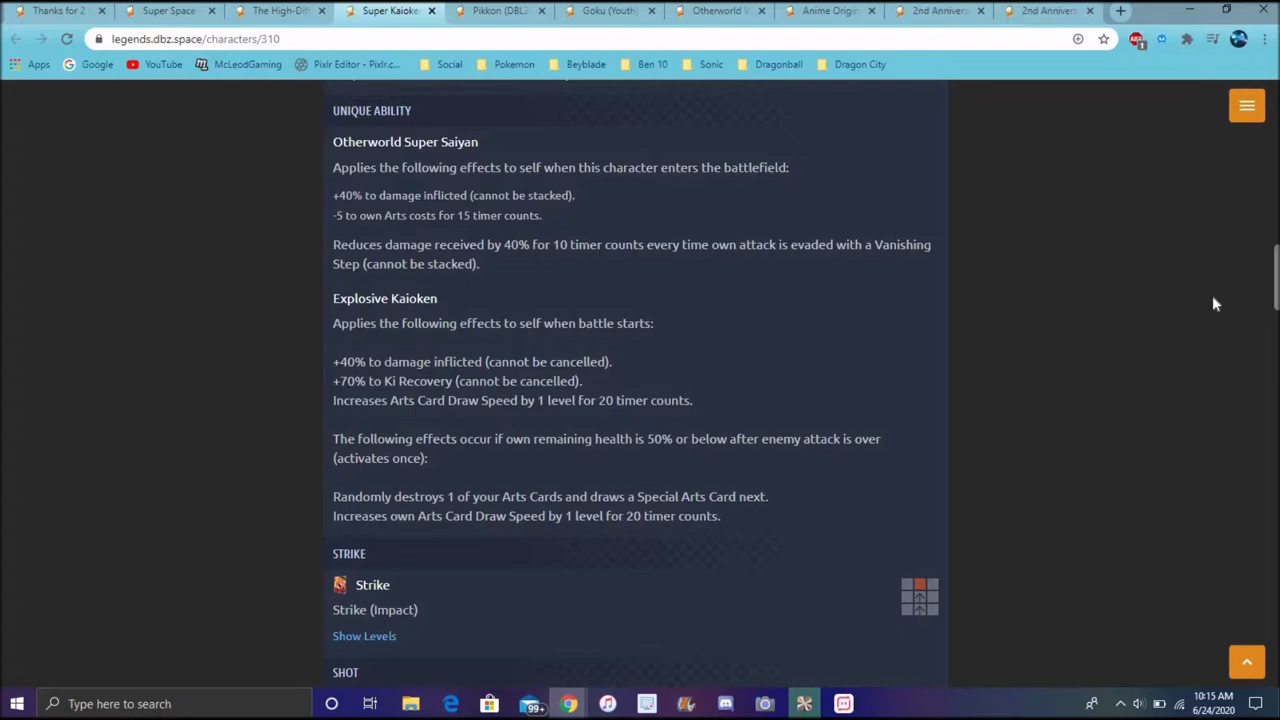 Thanks for 2
Super Space
The High-Dif
Super Kaioke
Pikkon (DBL2
Goku (Youth)
Otherworld W
Anime Origin
2nd Annivers
2nd Annivers
legends.dbz.space/characters/310
Apps
Google
YouTube
McLeodGaming
Pixlr Editor - Pixlr.c...
Social
Pokemon
Beyblade
Ben 10
Sonic
Dragonball
Dragon City
UNIQUE ABILITY
Otherworld Super Saiyan
Applies the following effects to self when this character enters the battlefield:
+40% to damage inflicted (cannot be stacked).
-5 to own Arts costs for 15 timer counts.
Reduces damage received by 40% for 10 timer counts every time own attack is evaded with a Vanishing
Step (cannot be stacked).
Explosive Kaioken
Applies the following effects to self when battle starts:
+40% to damage inflicted (cannot be cancelled).
+70% to Ki Recovery (cannot be cancelled).
Increases Arts Card Draw Speed by 1 level for 20 timer counts.
The following effects occur if own remaining health is 50% or below after enemy attack is over
(activates once):
Randomly destroys 1 of your Arts Cards and draws a Special Arts Card next.
Increases own Arts Card Draw Speed by 1 level for 20 timer counts.
STRIKE
Strike
Strike (Impact)
Show Levels
SHOT
Type here to search
99+
10:15 AM
6/24/2020